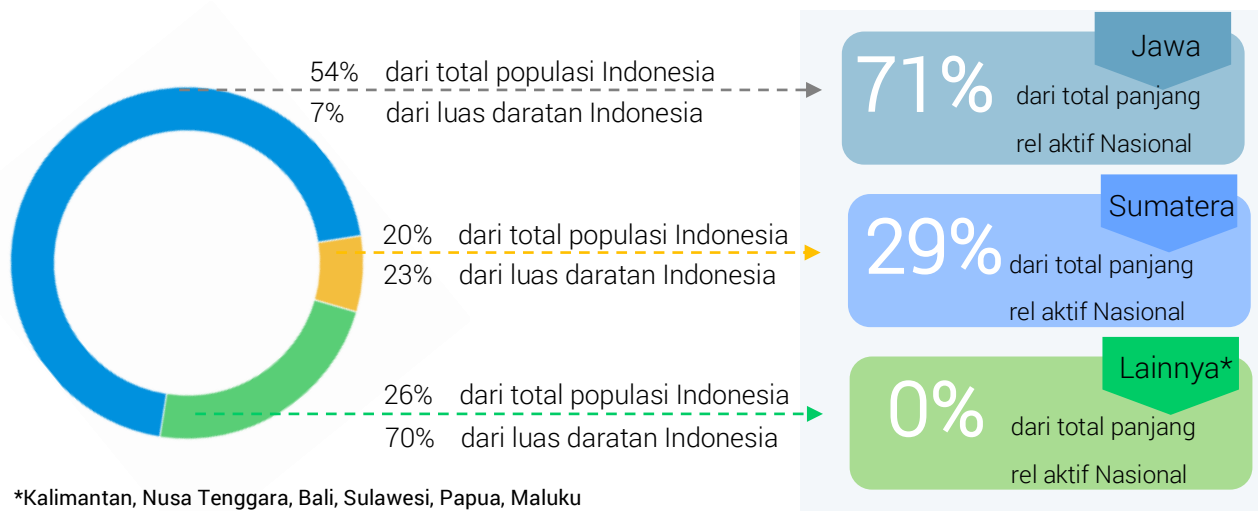 54% dari total populasi Indonesia
7% dari luas daratan Indonesia
Jawa
71% dari total panjang
rel aktif Nasional
20% dari total populasi Indonesia
23% dari luas daratan Indonesia
Sumatera
29% dari total panjang
rel aktif Nasional
26% dari total populasi Indonesia
70% dari luas daratan Indonesia
Lainnya*
0% dari total panjang
rel aktif Nasional
*Kalimantan, Nusa Tenggara, Bali, Sulawesi, Papua, Maluku